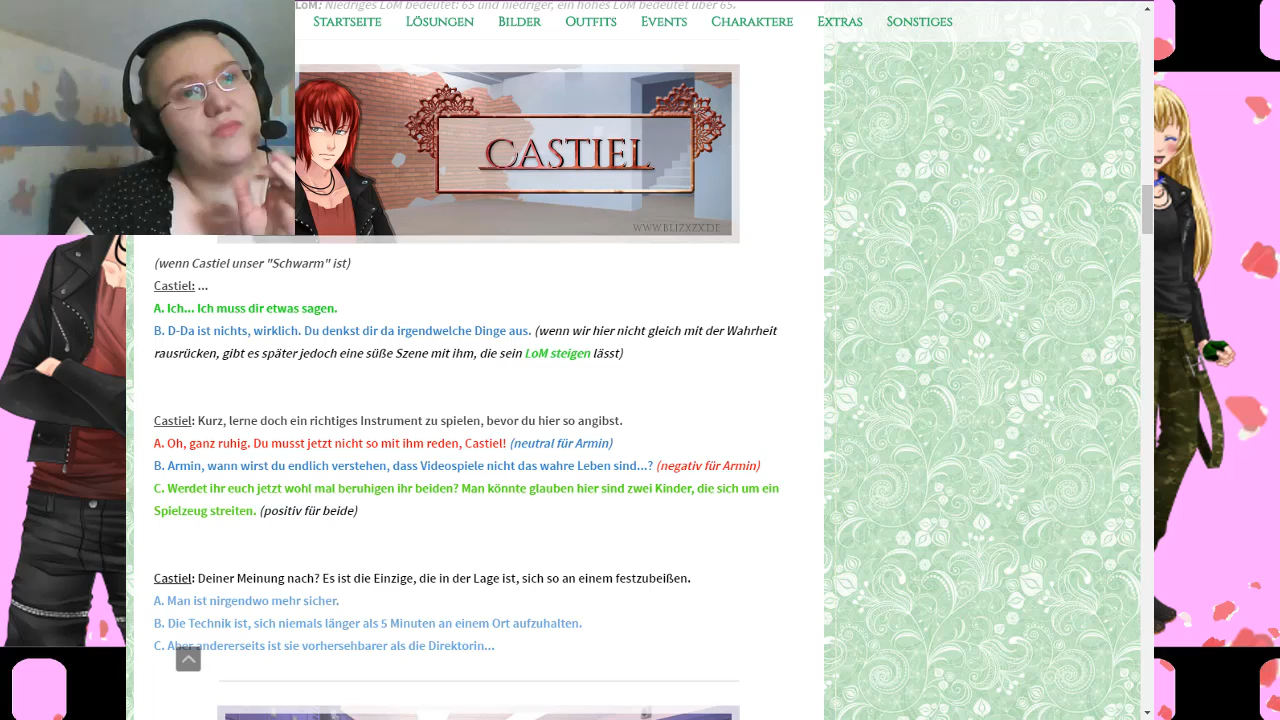 LoM: Niedriges LoM bedeutet: 65 und niedriger, ein hohes LoM bedeutet über 65.
Startseite Lösungen Bilder Outfits Events Charaktere Extras Sonstiges
Castiel
www.blizxzx.de
(wenn Castiel unser "Schwarm" ist)
Castiel: ...
A. Ich... Ich muss dir etwas sagen.
B. D-Da ist nichts, wirklich. Du denkst dir da irgendwelche Dinge aus. (wenn wir hier nicht gleich mit der Wahrheit
rausrücken, gibt es später jedoch eine süße Szene mit ihm, die sein LoM steigen lässt)
Castiel: Kurz, lerne doch ein richtiges Instrument zu spielen, bevor du hier so angibst.
A. Oh, ganz ruhig. Du musst jetzt nicht so mit ihm reden, Castiel! (neutral für Armin)
B. Armin, wann wirst du endlich verstehen, dass Videospiele nicht das wahre Leben sind...? (negativ für Armin)
C. Werdet ihr euch jetzt wohl mal beruhigen ihr beiden? Man könnte glauben hier sind zwei Kinder, die sich um ein
Spielzeug streiten. (positiv für beide)
Castiel: Deiner Meinung nach? Es ist die Einzige, die in der Lage ist, sich so an einem festzubeißen.
A. Man ist nirgendwo mehr sicher.
B. Die Technik ist, sich niemals länger als 5 Minuten an einem Ort aufzuhalten.
C. Aber andererseits ist sie vorhersehbarer als die Direktorin...